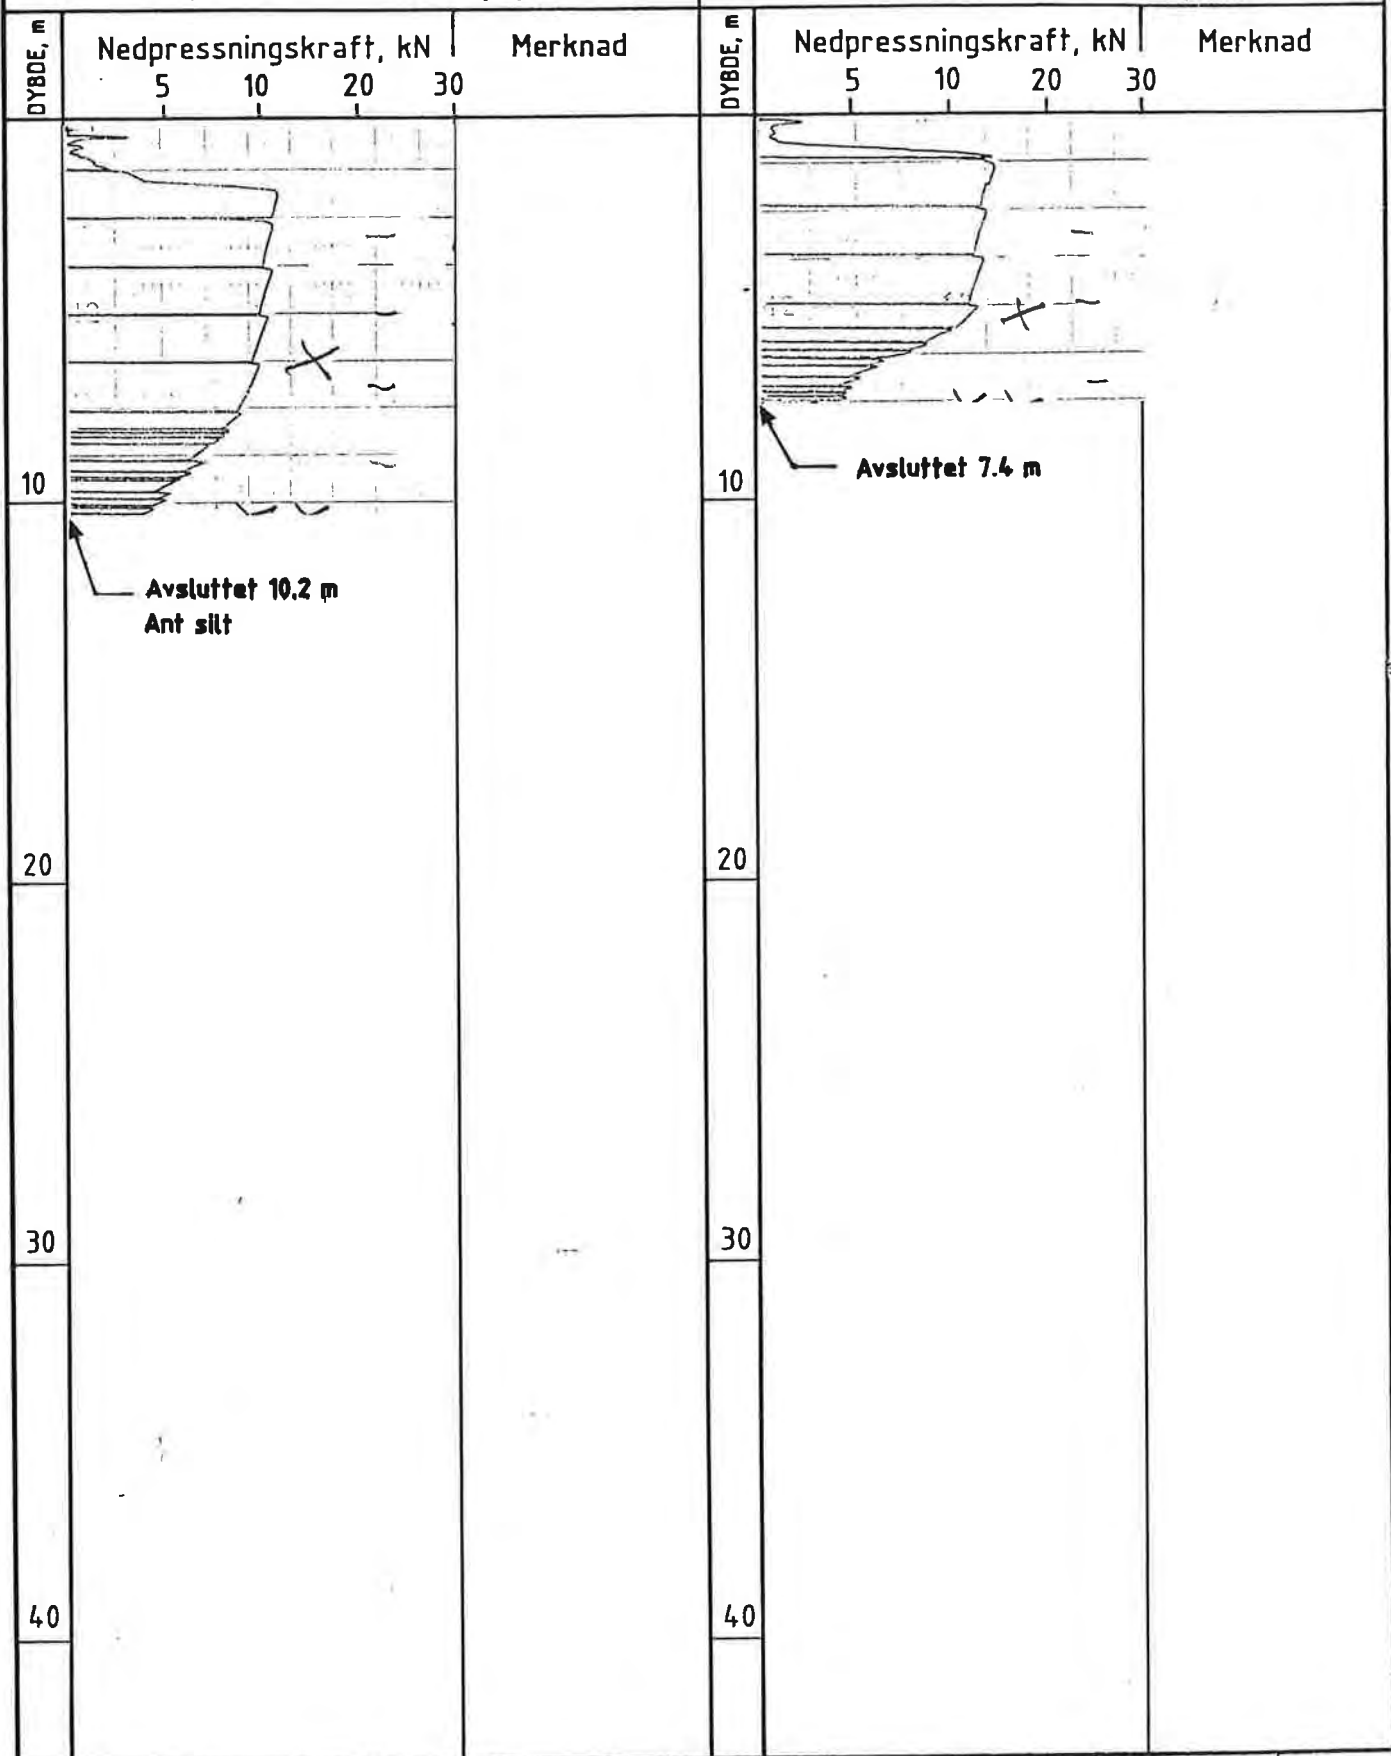 DYBDE, m
Nedpressningskraft, kN
Merknad
5 10 20 30
10
Avsluttet 10.2 m
Ant silt
20
30
40
DYBDE, m
Nedpressningskraft, kN
Merknad
5 10 20 30
10
Avsluttet 7.4 m
20
30
40